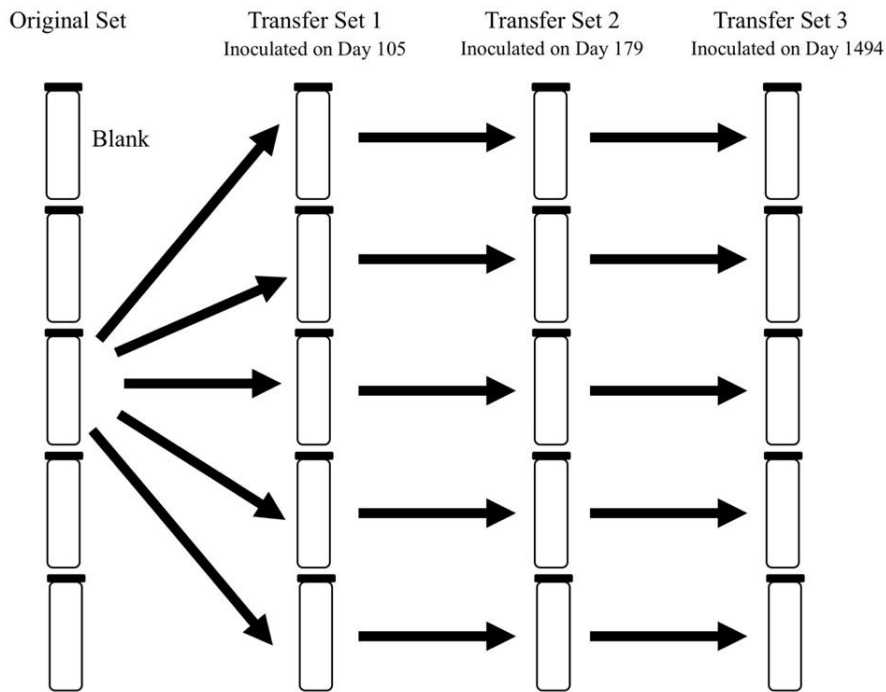 Original Set
Transfer Set 1
Inoculated on Day 105
Transfer Set 2
Inoculated on Day 179
Transfer Set 3
Inoculated on Day 1494
Blank